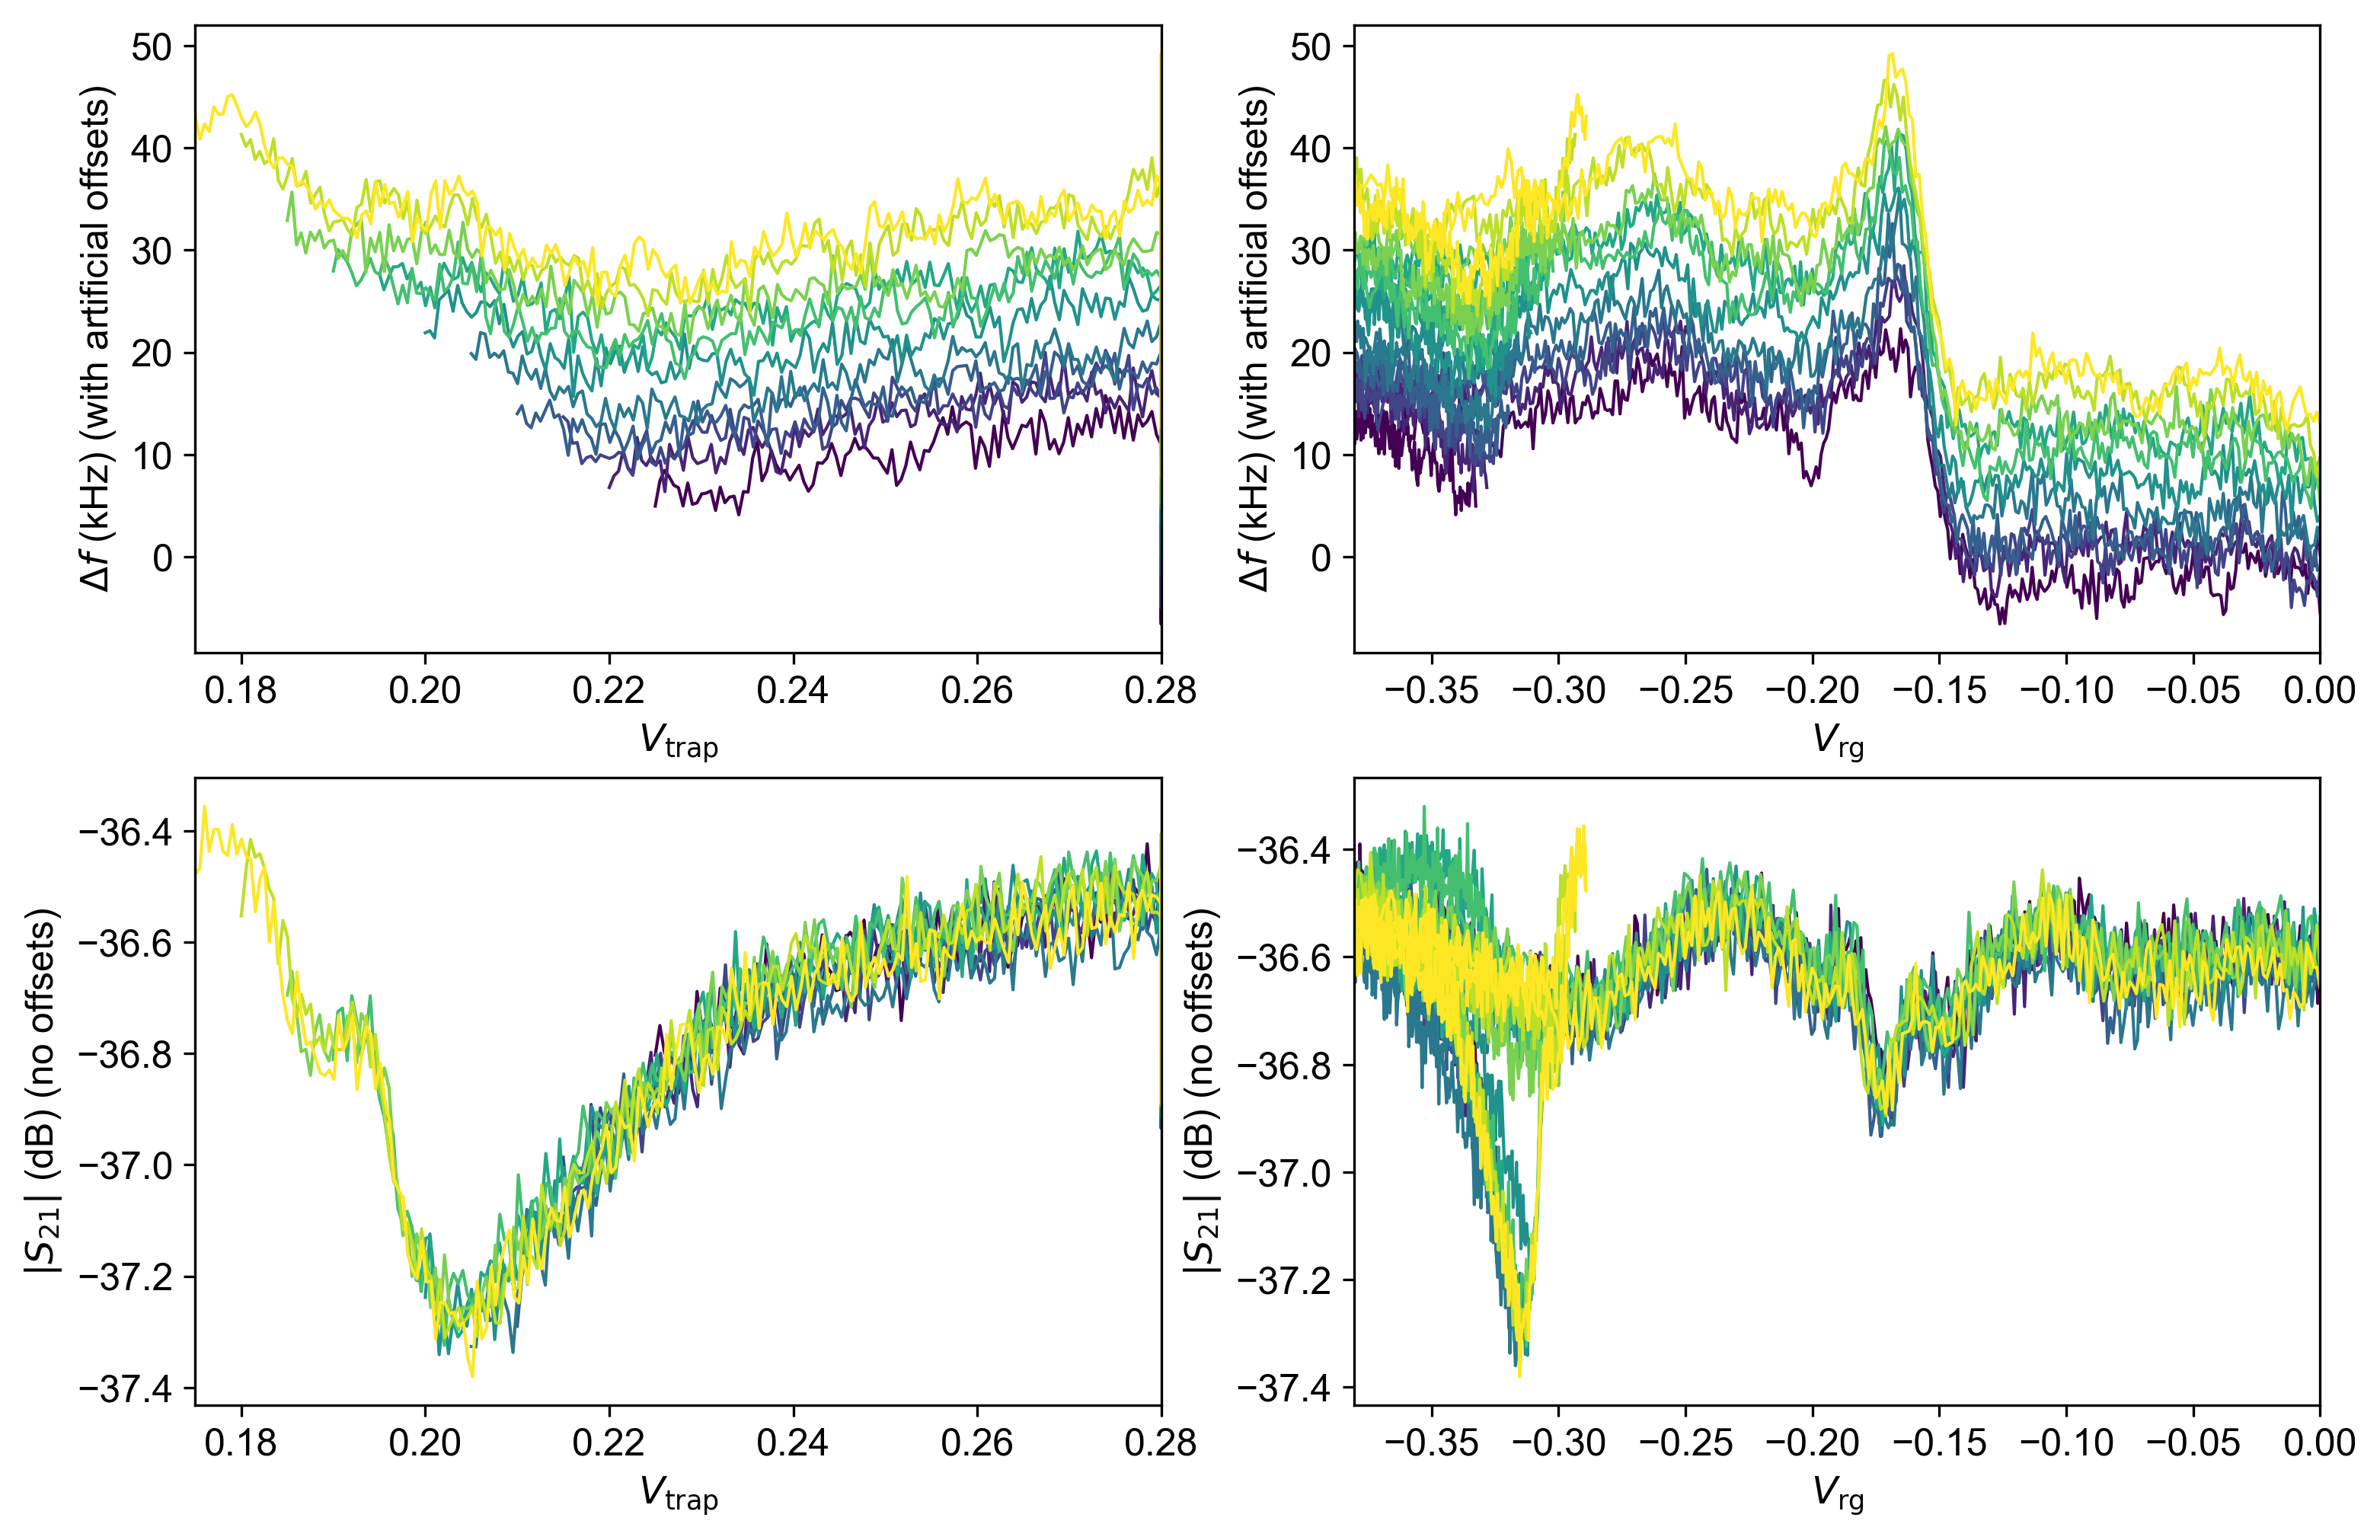 50
40
30
20
10
0
Δf (kHz) (with artificial offsets)
0.18 0.20 0.22 0.24 0.26 0.28
V_trap
50
40
30
20
10
0
Δf (kHz) (with artificial offsets)
−0.35 −0.30 −0.25 −0.20 −0.15 −0.10 −0.05 0.00
V_rg
−36.4
−36.6
−36.8
−37.0
−37.2
−37.4
|S_21| (dB) (no offsets)
0.18 0.20 0.22 0.24 0.26 0.28
V_trap
−36.4
−36.6
−36.8
−37.0
−37.2
−37.4
|S_21| (dB) (no offsets)
−0.35 −0.30 −0.25 −0.20 −0.15 −0.10 −0.05 0.00
V_rg